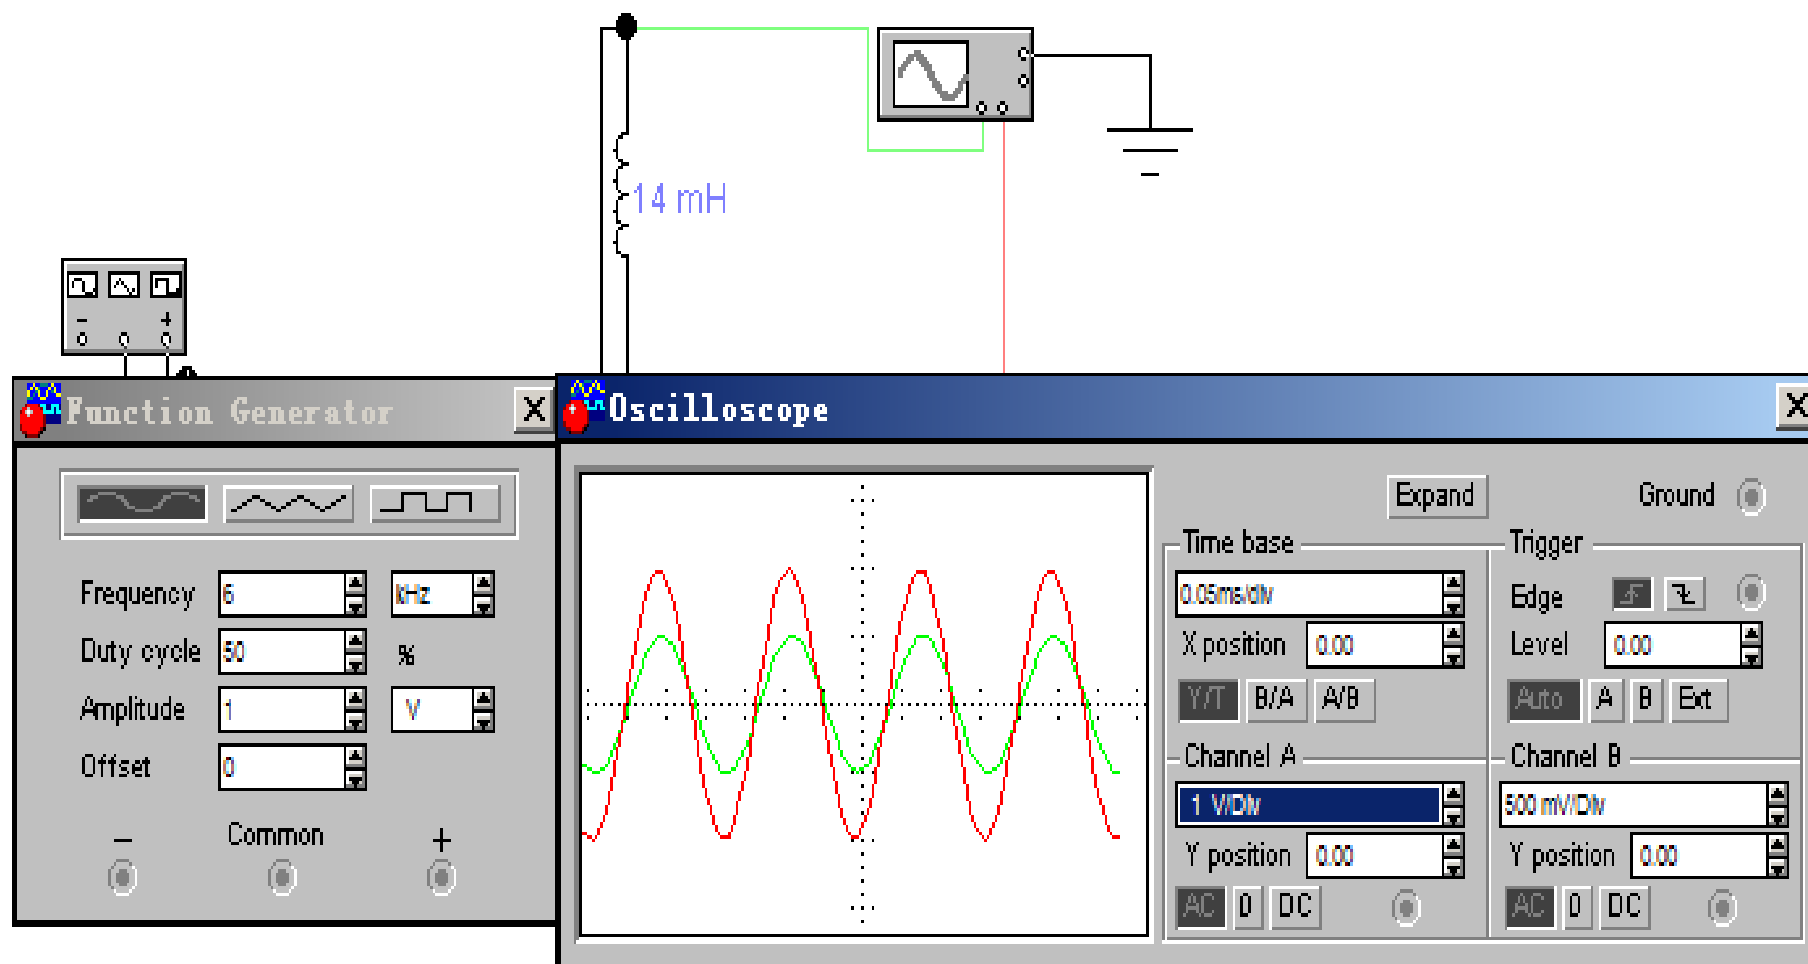 14 mH
- +
Function Generator X
Frequency 6 kHz
Duty cycle 50 %
Amplitude 1 V
Offset 0
- Common +
Oscilloscope X
Expand Ground
Time base
0.05ms/div
X position 0.00
Y/T B/A A/B
Trigger
Edge
Level 0.00
Auto A B Ext
Channel A
1 V/Div
Y position 0.00
AC 0 DC
Channel B
500 mV/Div
Y position 0.00
AC 0 DC